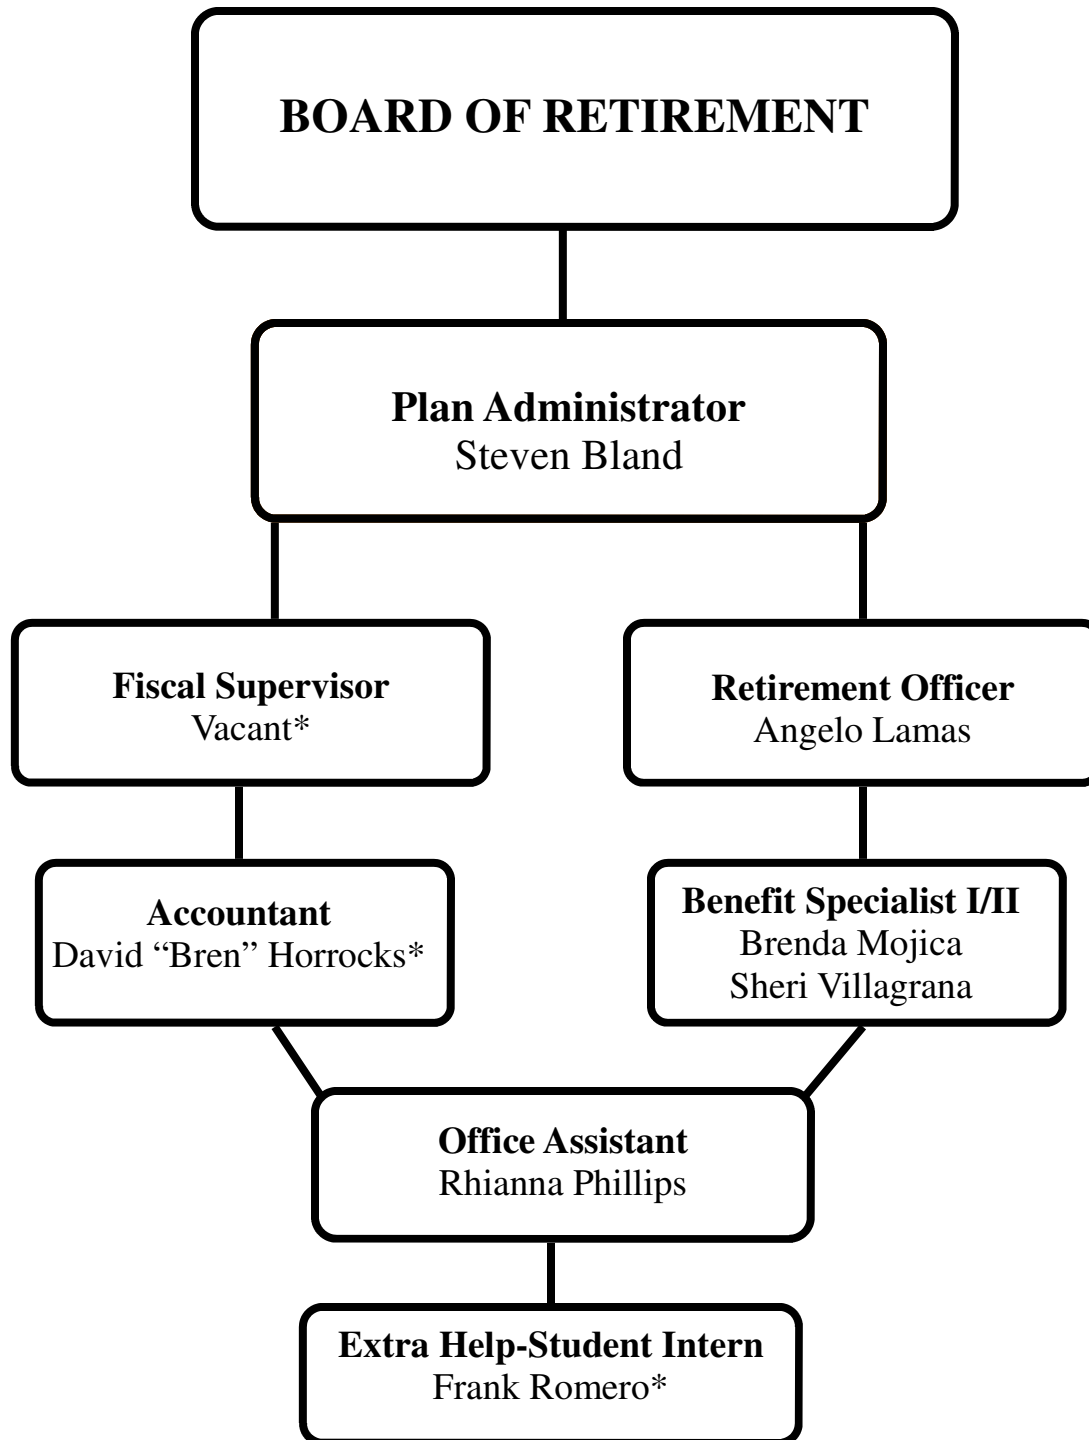 BOARD OF RETIREMENT
Plan Administrator
Steven Bland
Fiscal Supervisor
Vacant*
Retirement Officer
Angelo Lamas
Accountant
David “Bren” Horrocks*
Benefit Specialist I/II
Brenda Mojica
Sheri Villagrana
Office Assistant
Rhianna Phillips
Extra Help-Student Intern
Frank Romero*